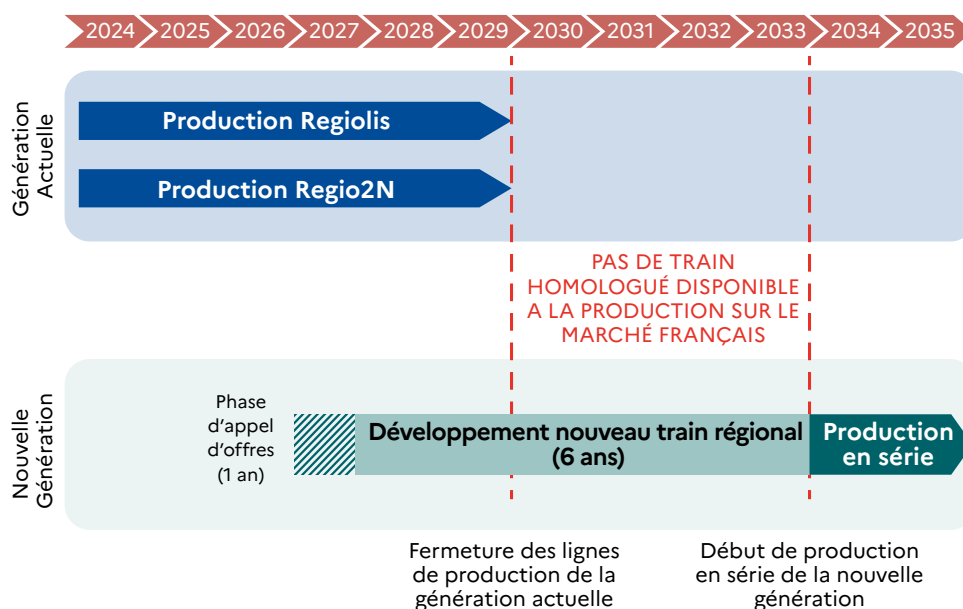 2024 2025 2026 2027 2028 2029 2030 2031 2032 2033 2034 2035
Génération
Actuelle
Production Regiolis
Production Regio2N
PAS DE TRAIN
HOMOLOGUÉ DISPONIBLE
A LA PRODUCTION SUR LE
MARCHÉ FRANÇAIS
Nouvelle
Génération
Phase
d'appel
d'offres
(1 an)
Développement nouveau train régional
(6 ans)
Production
en série
Fermeture des lignes
de production de la
génération actuelle
Début de production
en série de la nouvelle
génération